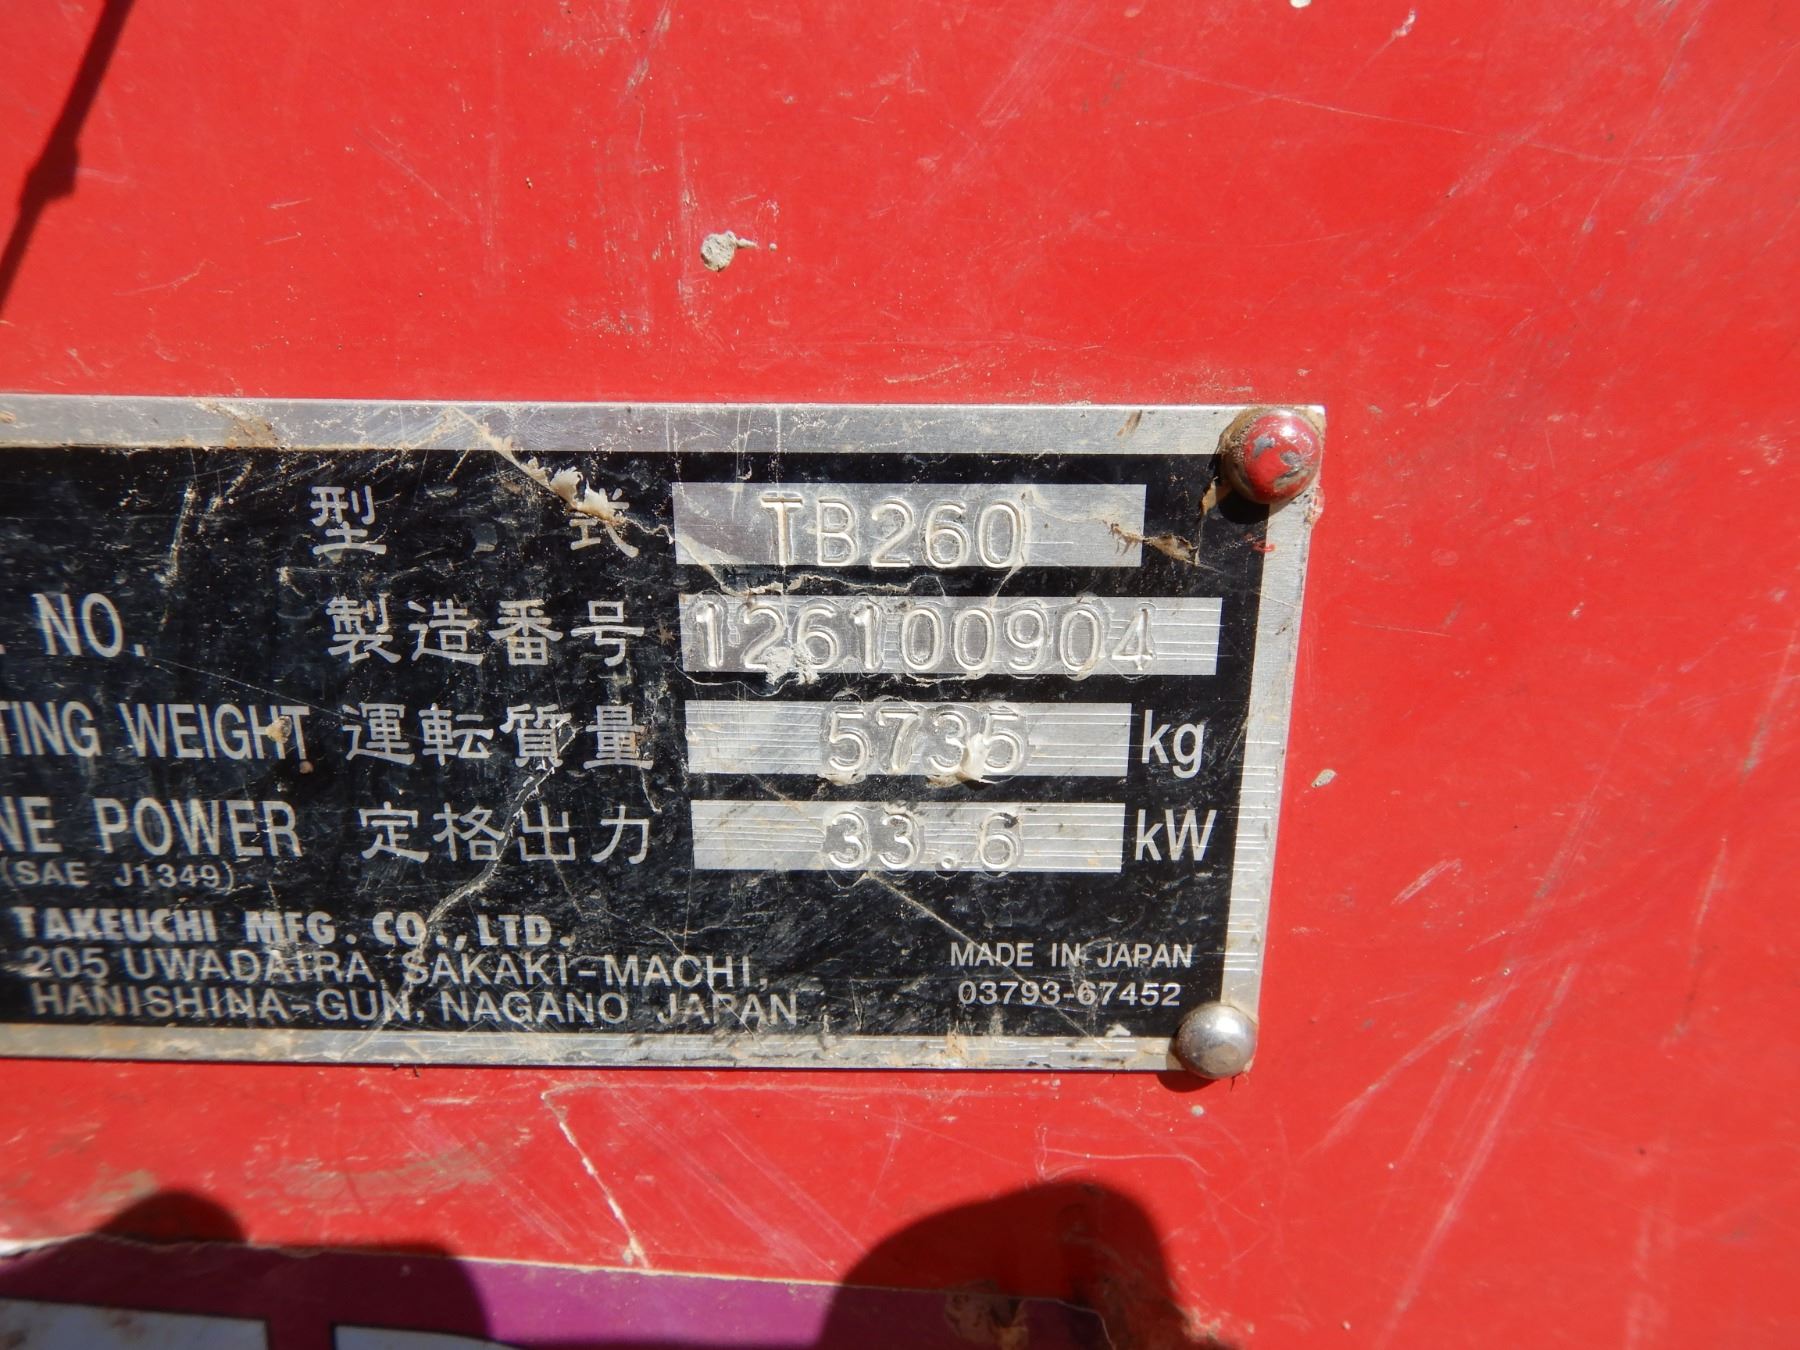 型 式 TB260
NO. 製造番号 126100904
TING WEIGHT 運転質量 5735 kg
NE POWER 定格出力 33.6 kW
(SAE J1349)
TAKEUCHI MFG. CO., LTD.
205 UWADAIRA, SAKAKI-MACHI,
HANISHINA-GUN, NAGANO JAPAN
MADE IN JAPAN
03793-67452